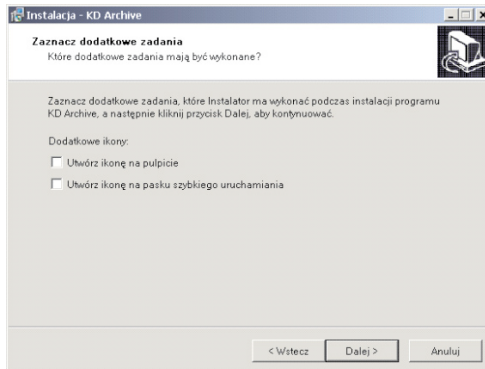 Instalacja - KD Archive
Zaznacz dodatkowe zadania
Które dodatkowe zadania mają być wykonane?
Zaznacz dodatkowe zadania, które Instalator ma wykonać podczas instalacji programu
KD Archive, a następnie kliknij przycisk Dalej, aby kontynuować.
Dodatkowe ikony:
Utwórz ikonę na pulpicie
Utwórz ikonę na pasku szybkiego uruchamiania
< Wstecz Dalej > Anuluj